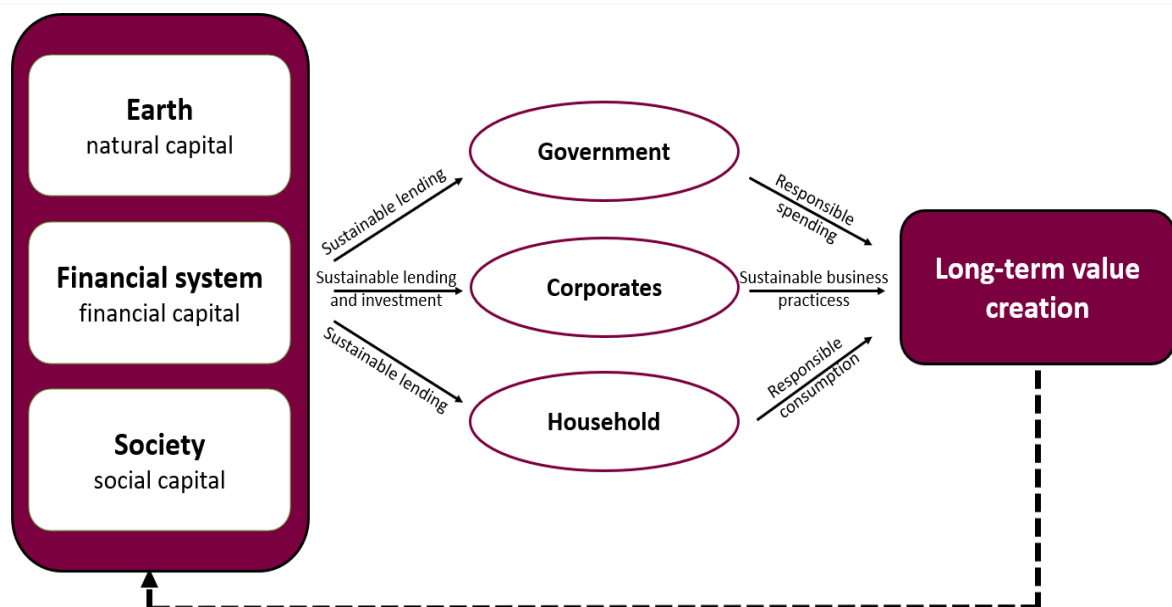 Earth
natural capital
Financial system
financial capital
Society
social capital
Sustainable lending
Sustainable lending
and investment
Sustainable lending
Government
Corporates
Household
Responsible
spending
Sustainable business
practicess
Responsible
consumption
Long-term value
creation